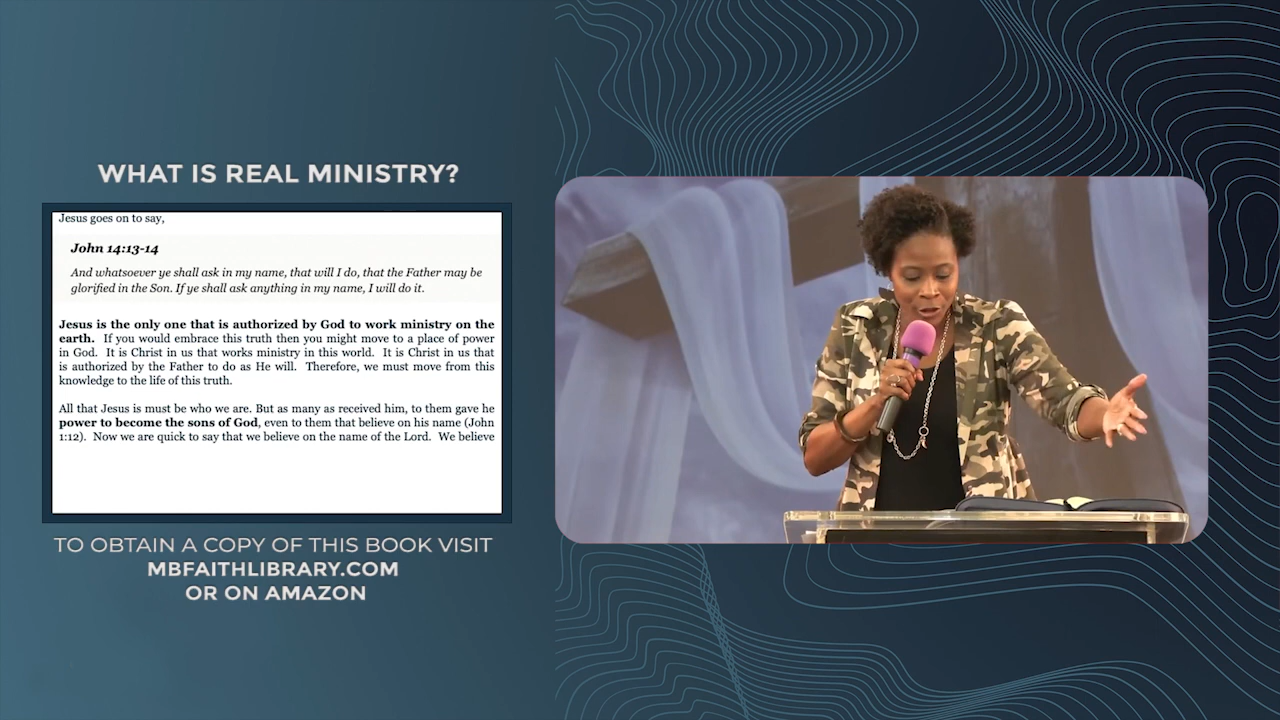 WHAT IS REAL MINISTRY?
Jesus goes on to say,
John 14:13-14
And whatsoever ye shall ask in my name, that will I do, that the Father may be
glorified in the Son. If ye shall ask anything in my name, I will do it.
Jesus is the only one that is authorized by God to work ministry on the
earth. If you would embrace this truth then you might move to a place of power
in God. It is Christ in us that works ministry in this world. It is Christ in us that
is authorized by the Father to do as He will. Therefore, we must move from this
knowledge to the life of this truth.
All that Jesus is must be who we are. But as many as received him, to them gave he
power to become the sons of God, even to them that believe on his name (John
1:12). Now we are quick to say that we believe on the name of the Lord. We believe
TO OBTAIN A COPY OF THIS BOOK VISIT
MBFAITHLIBRARY.COM
OR ON AMAZON